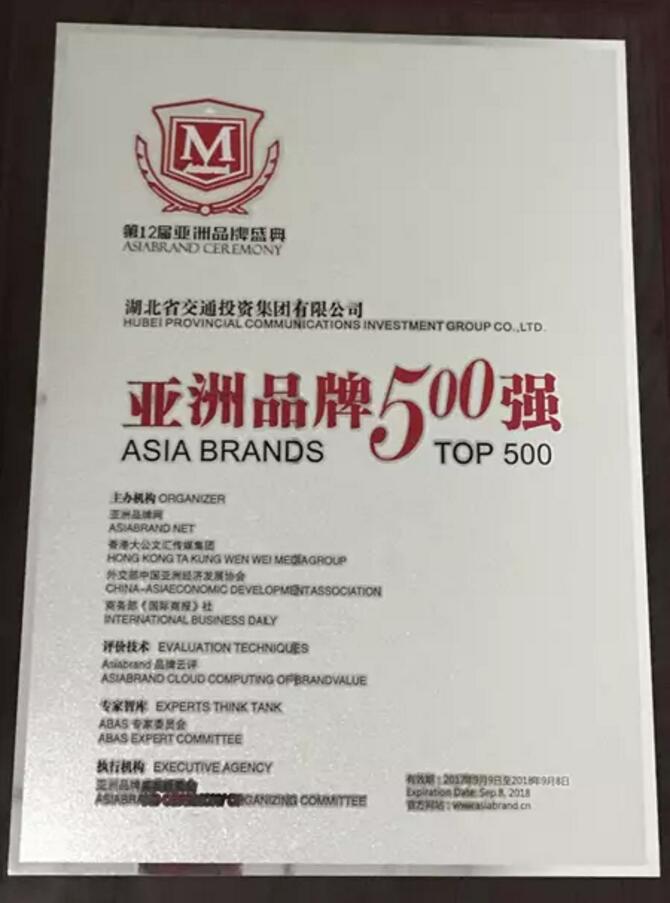 M
第12届亚洲品牌盛典
ASIABRAND CEREMONY
湖北省交通投资集团有限公司
HUBEI PROVINCIAL COMMUNICATIONS INVESTMENT GROUP CO.,LTD.
亚洲品牌500强
ASIA BRANDS TOP 500
主办机构 ORGANIZER
亚洲品牌网
ASIABRAND NET
香港大公文汇传媒集团
HONG KONG TA KUNG WEN WEI MEDIAGROUP
外交部中国亚洲经济发展协会
CHINA-ASIAECONOMIC DEVELOPMENTASSOCIATION
商务部《国际商报》社
INTERNATIONAL BUSINESS DAILY
评价技术 EVALUATION TECHNIQUES
Asiabrand 品牌云评
ASIABRAND CLOUD COMPUTING OFBRANDVALUE
专家智库 EXPERTS THINK TANK
ABAS 专家委员会
ABAS EXPERT COMMITTEE
执行机构 EXECUTIVE AGENCY
亚洲品牌
ORGANIZING COMMITTEE
有效期：2017年9月9日至2018年9月8日
Expiration Date: Sep.8, 2018
官方网站：www.asiabrand.cn